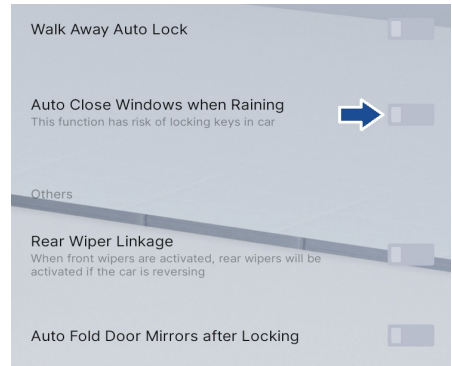 Walk Away Auto Lock
Auto Close Windows when Raining
This function has risk of locking keys in car
Others
Rear Wiper Linkage
When front wipers are activated, rear wipers will be
activated if the car is reversing
Auto Fold Door Mirrors after Locking